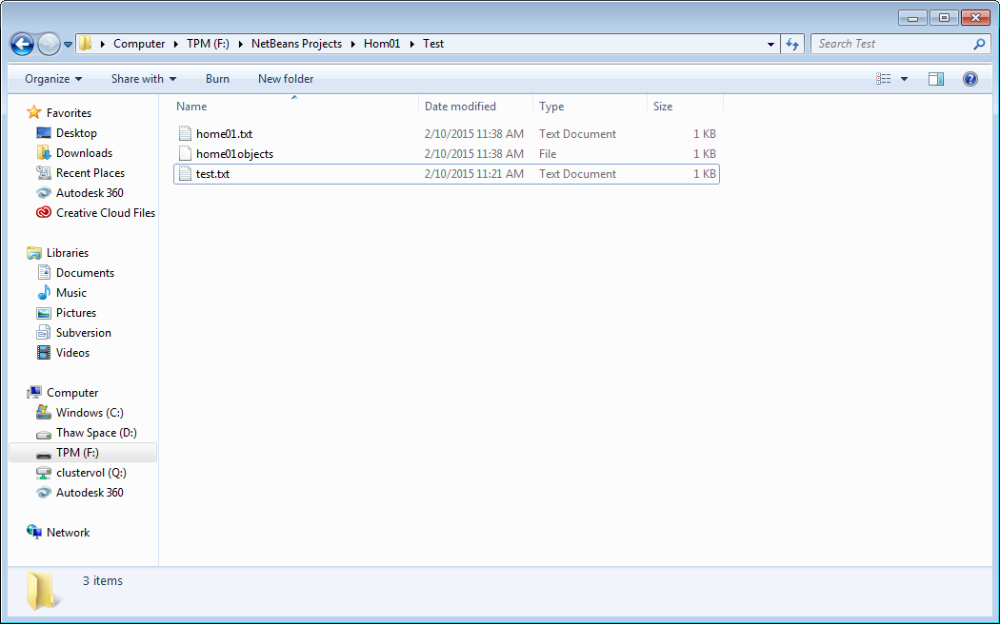 Computer TPM (F:) NetBeans Projects Hom01 Test Search Test
Organize Share with Burn New folder
Name Date modified Type Size
home01.txt 2/10/2015 11:38 AM Text Document 1 KB
home01objects 2/10/2015 11:38 AM File 1 KB
test.txt 2/10/2015 11:21 AM Text Document 1 KB
Favorites
Desktop
Downloads
Recent Places
Autodesk 360
Creative Cloud Files
Libraries
Documents
Music
Pictures
Subversion
Videos
Computer
Windows (C:)
Thaw Space (D:)
TPM (F:)
clustervol (Q:)
Autodesk 360
Network
3 items